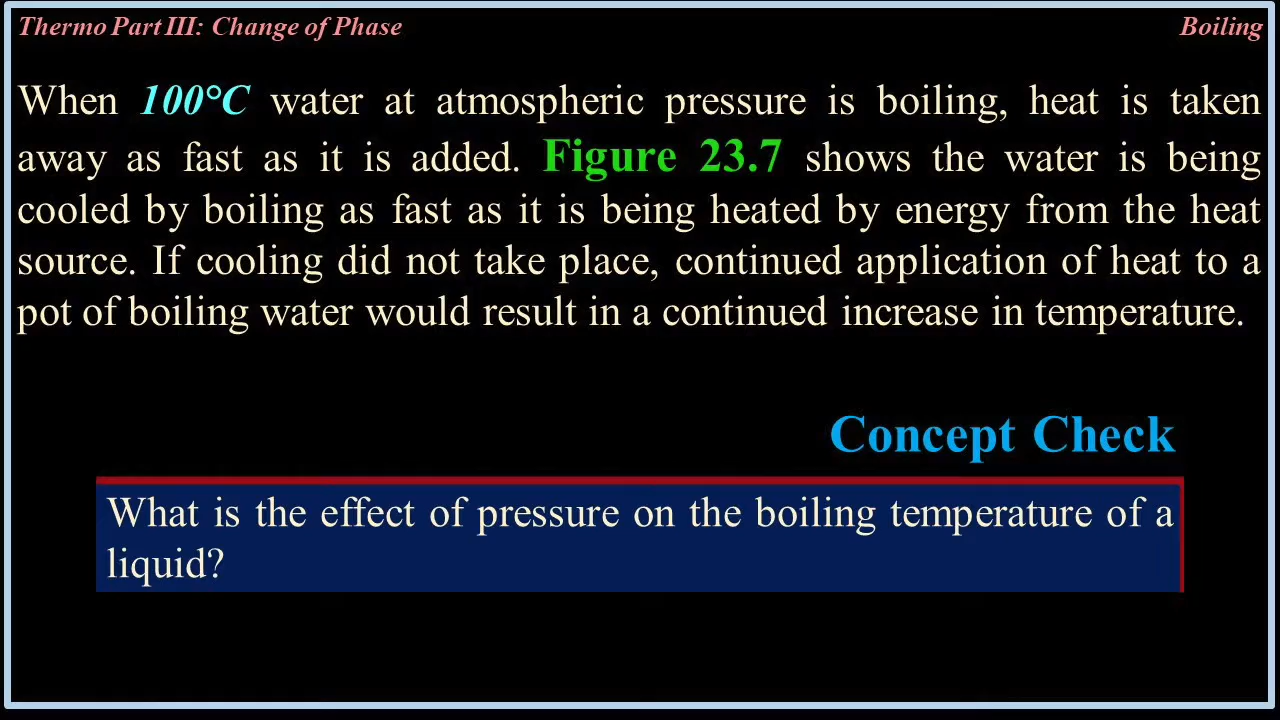 Thermo Part III: Change of Phase
Boiling
When 100°C water at atmospheric pressure is boiling, heat is taken
away as fast as it is added. Figure 23.7 shows the water is being
cooled by boiling as fast as it is being heated by energy from the heat
source. If cooling did not take place, continued application of heat to a
pot of boiling water would result in a continued increase in temperature.
Concept Check
What is the effect of pressure on the boiling temperature of a
liquid?